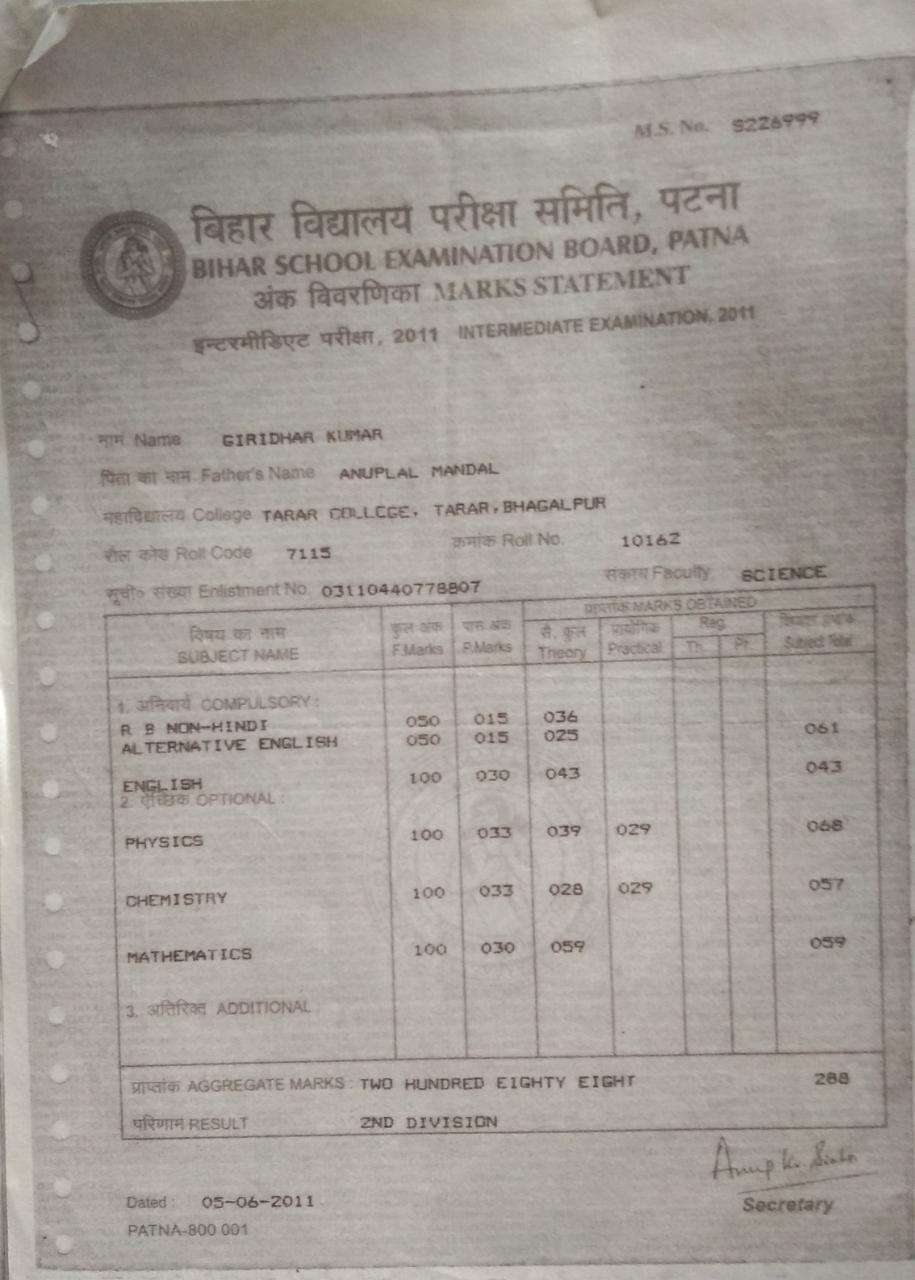 M.S. No. S226999
बिहार विद्यालय परीक्षा समिति, पटना
BIHAR SCHOOL EXAMINATION BOARD, PATNA
अंक विवरणिका MARKS STATEMENT
इन्टरमीडिएट परीक्षा, 2011 INTERMEDIATE EXAMINATION, 2011
नाम Name GIRIDHAR KUMAR
पिता का नाम Father's Name ANUPLAL MANDAL
महाविद्यालय College TARAR COLLEGE, TARAR, BHAGALPUR
रौल कोड Roll Code 7115 क्रमांक Roll No. 10162
सूची० संख्या Enlistment No. 03110440778807 संकाय Faculty SCIENCE
विषय का नाम SUBJECT NAME कुल अंक F.Marks पास अंक P.Marks प्राप्तांक MARKS OBTAINED
सै. कुल Theory प्रायोगिक Practical Reg. Th. Pr. Subject Total
1. अनिवार्य COMPULSORY :
R B NON-HINDI 050 015 036
ALTERNATIVE ENGLISH 050 015 025 061
ENGLISH 100 030 043 043
2. ऐच्छिक OPTIONAL :
PHYSICS 100 033 039 029 068
CHEMISTRY 100 033 028 029 057
MATHEMATICS 100 030 059 059
3. अतिरिक्त ADDITIONAL
प्राप्तांक AGGREGATE MARKS : TWO HUNDRED EIGHTY EIGHT 288
परिणाम RESULT 2ND DIVISION
Dated : 05-06-2011
Secretary
PATNA-800 001